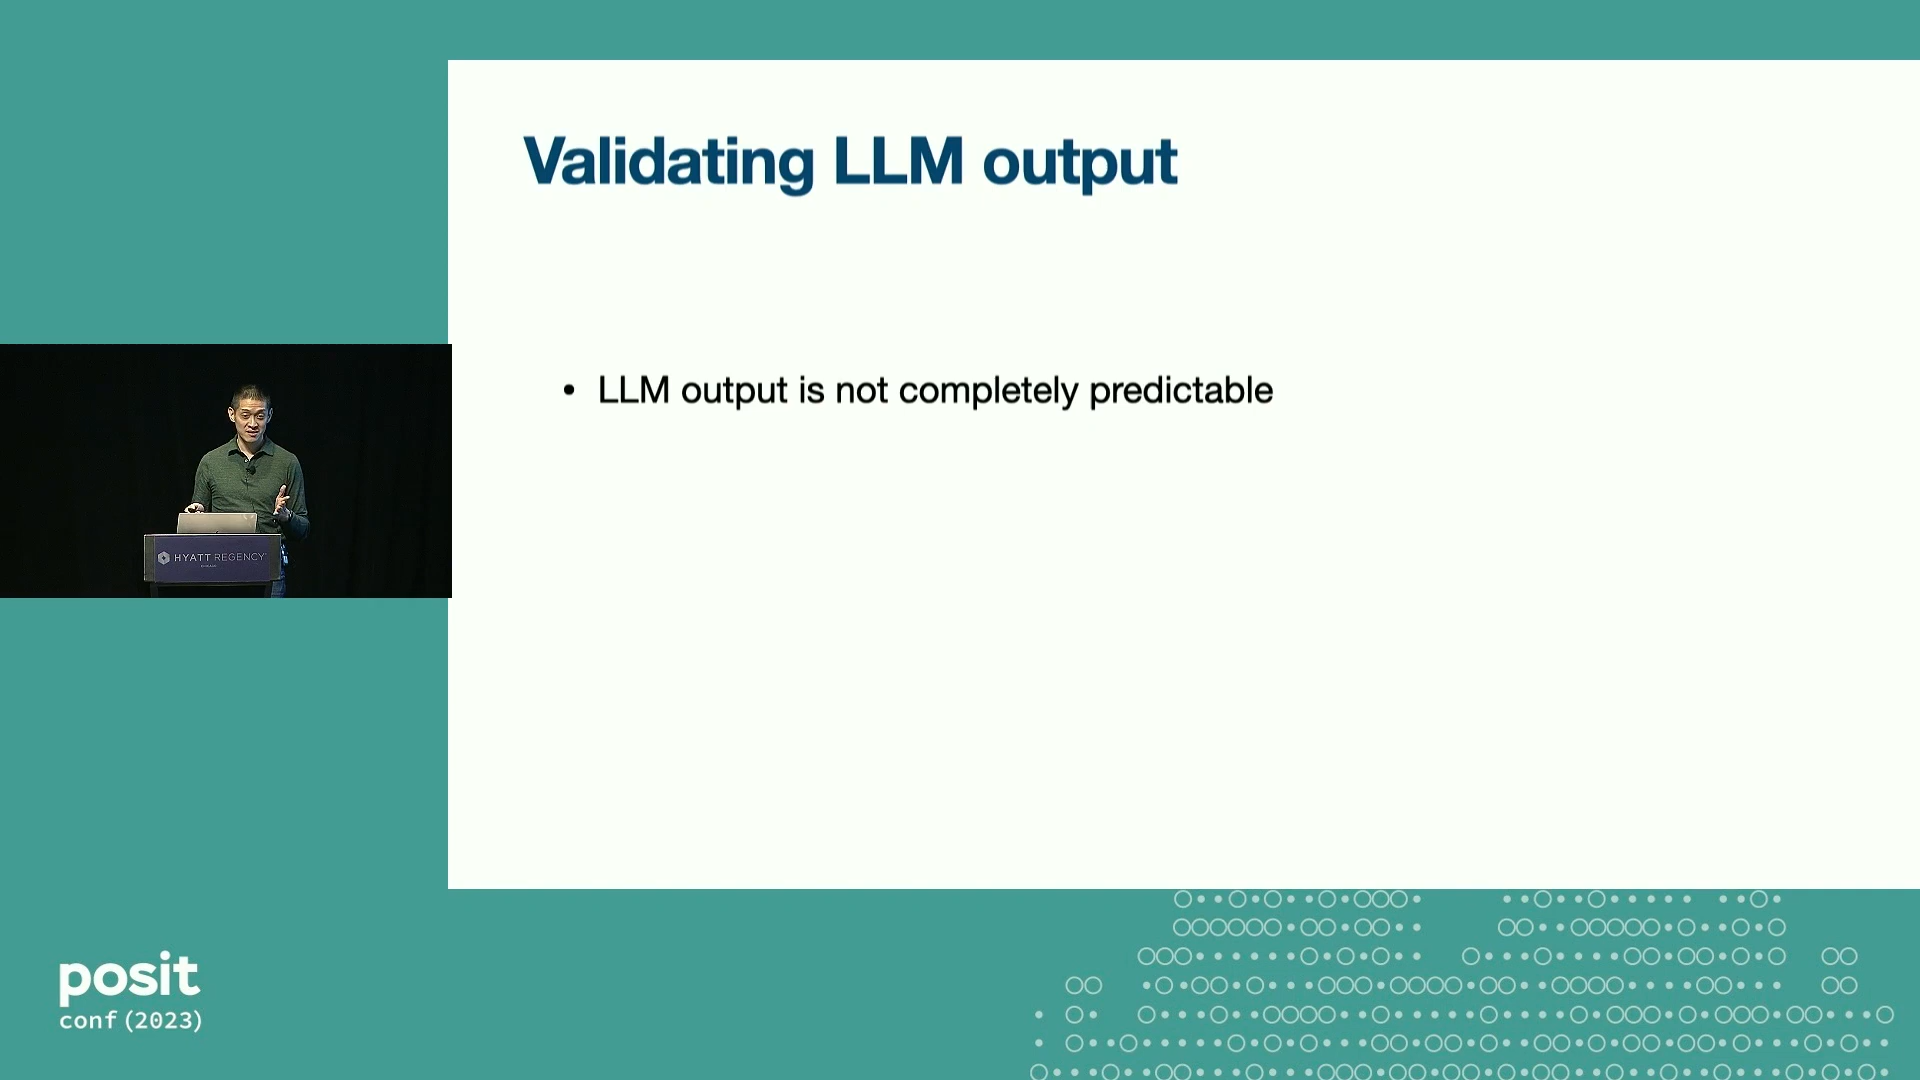 Validating LLM output
• LLM output is not completely predictable
HYATT REGENCY
posit
conf (2023)